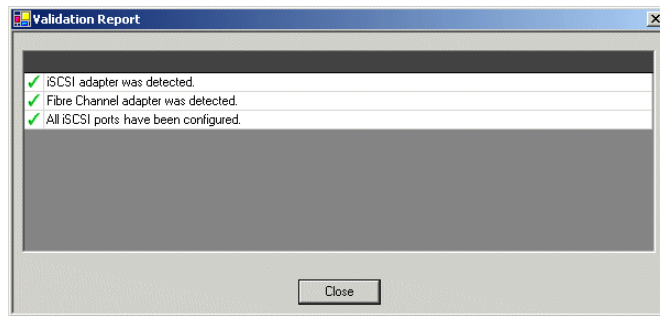 Validation Report
iSCSI adapter was detected.
Fibre Channel adapter was detected.
All iSCSI ports have been configured.
Close